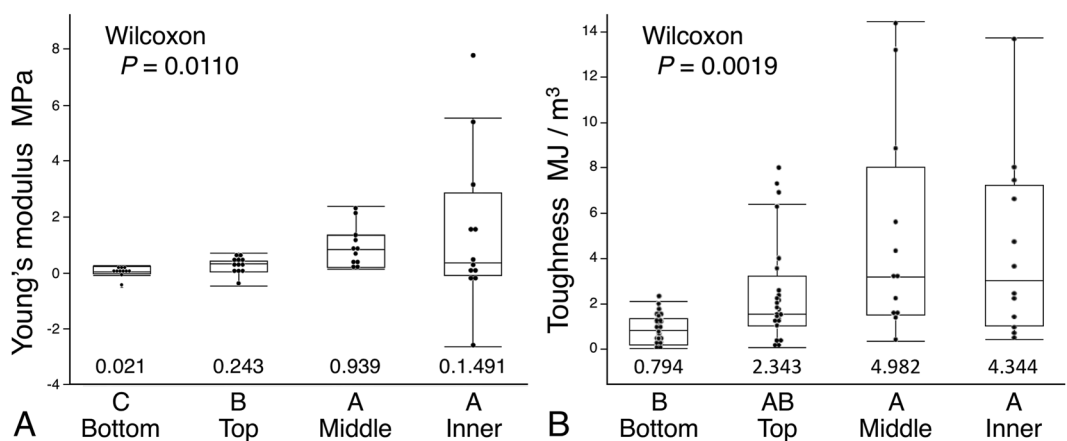 Wilcoxon
P = 0.0110
Young's modulus MPa
8
6
4
2
0
-2
-4
0.021 0.243 0.939 0.1.491
C B A A
Bottom Top Middle Inner
A
Wilcoxon
P = 0.0019
Toughness MJ / m³
14
12
10
8
6
4
2
0
0.794 2.343 4.982 4.344
B AB A A
Bottom Top Middle Inner
B